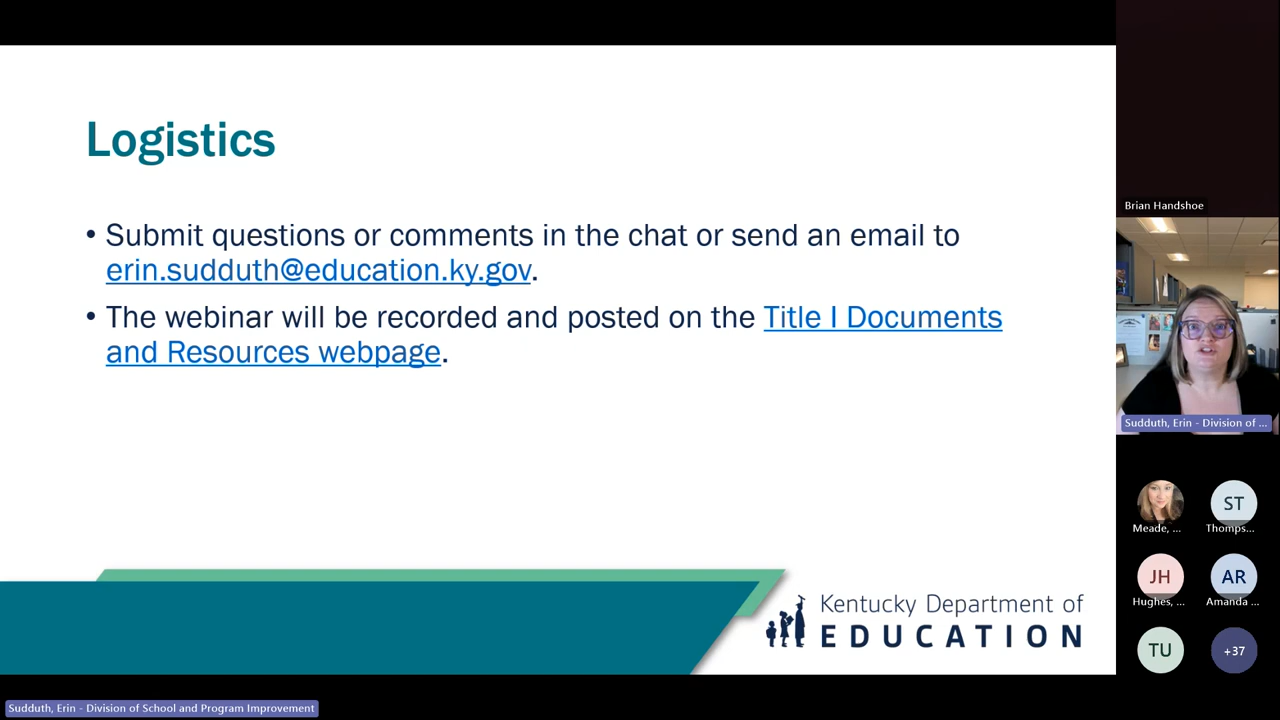 Logistics
• Submit questions or comments in the chat or send an email to
erin.sudduth@education.ky.gov.
• The webinar will be recorded and posted on the Title I Documents
and Resources webpage.
Kentucky Department of
EDUCATION
Brian Handshoe
Sudduth, Erin - Division of ...
Meade, ...
ST
Thomps...
JH
Hughes, ...
AR
Amanda ...
TU
+37
Sudduth, Erin - Division of School and Program Improvement